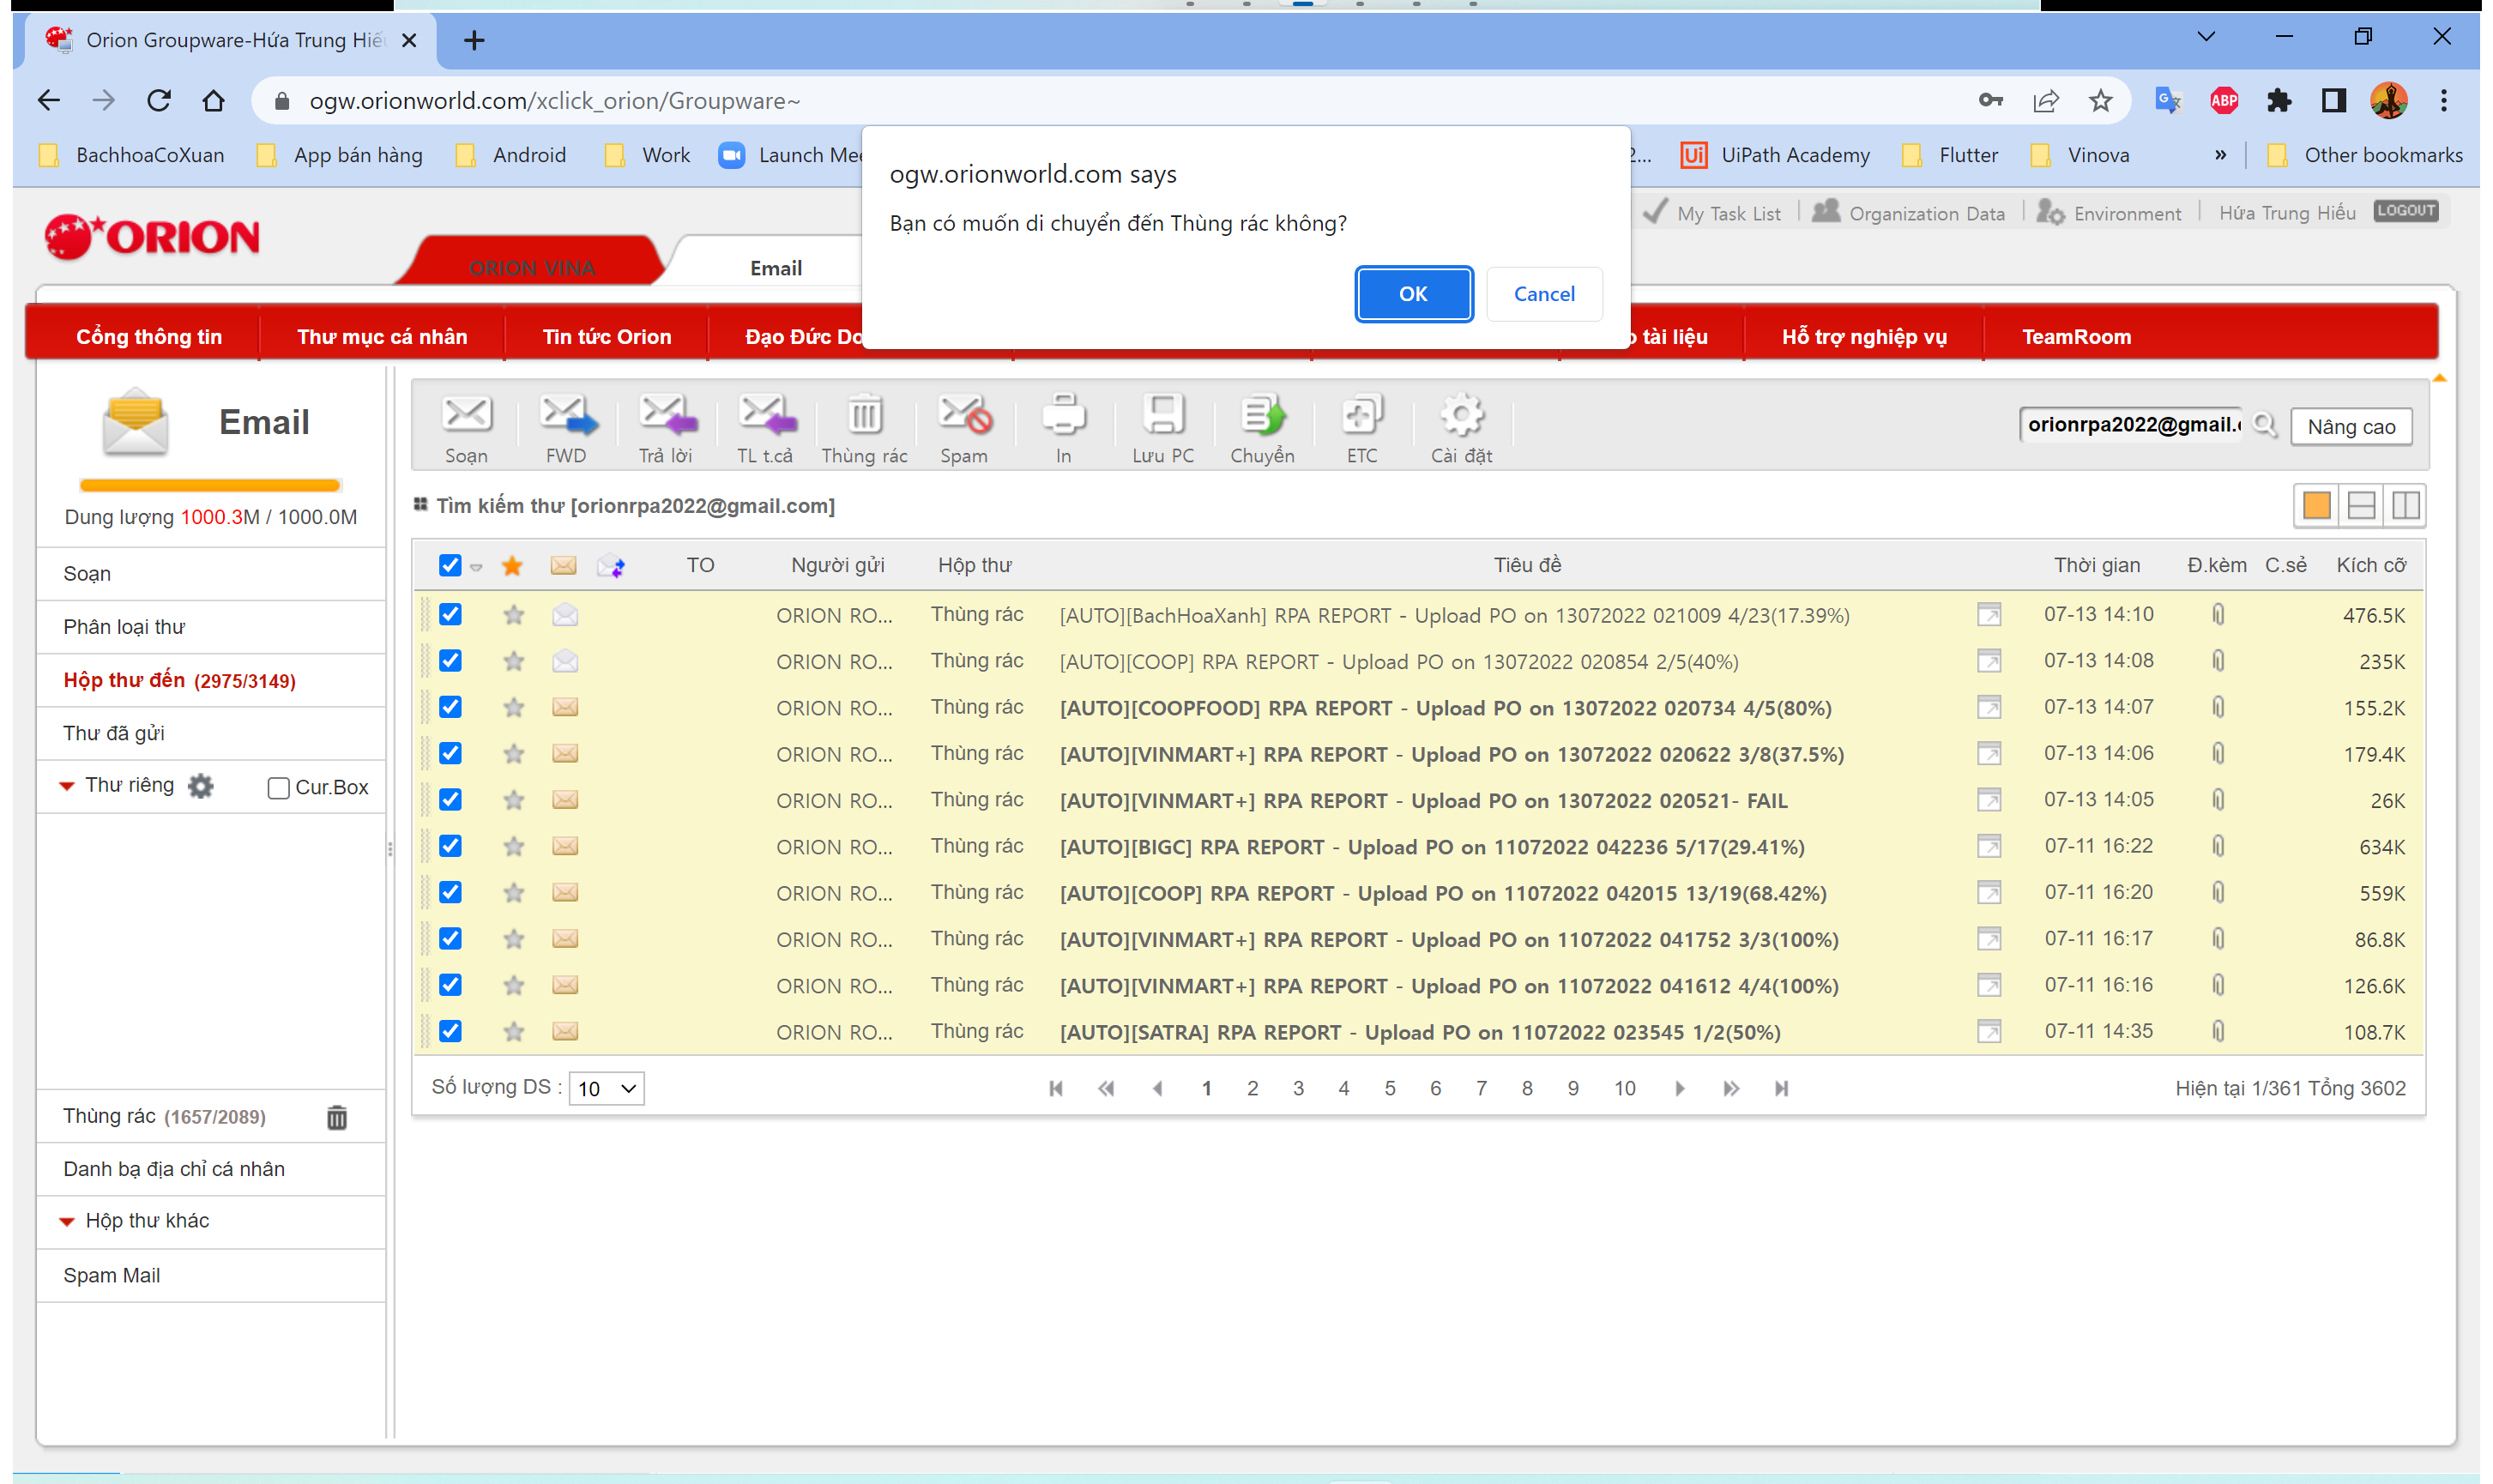 Orion Groupware-Hứa Trung Hiếu
ogw.orionworld.com/xclick_orion/Groupware~
ABP
BachhoaCoXuan App bán hàng Android Work Launch Mee 2... Ui UiPath Academy Flutter Vinova » Other bookmarks
ogw.orionworld.com says
Bạn có muốn di chuyển đến Thùng rác không?
OK Cancel
My Task List Organization Data Environment Hứa Trung Hiếu LOGOUT
ORION
ORION VINA Email
Cổng thông tin Thư mục cá nhân Tin tức Orion Đạo Đức Do tài liệu Hỗ trợ nghiệp vụ TeamRoom
Email
Dung lượng 1000.3M / 1000.0M
Soạn
Phân loại thư
Hộp thư đến (2975/3149)
Thư đã gửi
Thư riêng Cur.Box
Thùng rác (1657/2089)
Danh bạ địa chỉ cá nhân
Hộp thư khác
Spam Mail
Soạn FWD Trả lời TL t.cả Thùng rác Spam In Lưu PC Chuyển ETC Cài đặt
orionrpa2022@gmail. Nâng cao
Tìm kiếm thư [orionrpa2022@gmail.com]
TO Người gửi Hộp thư Tiêu đề Thời gian Đ.kèm C.sẻ Kích cỡ
ORION RO... Thùng rác [AUTO][BachHoaXanh] RPA REPORT - Upload PO on 13072022 021009 4/23(17.39%) 07-13 14:10 476.5K
ORION RO... Thùng rác [AUTO][COOP] RPA REPORT - Upload PO on 13072022 020854 2/5(40%) 07-13 14:08 235K
ORION RO... Thùng rác [AUTO][COOPFOOD] RPA REPORT - Upload PO on 13072022 020734 4/5(80%) 07-13 14:07 155.2K
ORION RO... Thùng rác [AUTO][VINMART+] RPA REPORT - Upload PO on 13072022 020622 3/8(37.5%) 07-13 14:06 179.4K
ORION RO... Thùng rác [AUTO][VINMART+] RPA REPORT - Upload PO on 13072022 020521- FAIL 07-13 14:05 26K
ORION RO... Thùng rác [AUTO][BIGC] RPA REPORT - Upload PO on 11072022 042236 5/17(29.41%) 07-11 16:22 634K
ORION RO... Thùng rác [AUTO][COOP] RPA REPORT - Upload PO on 11072022 042015 13/19(68.42%) 07-11 16:20 559K
ORION RO... Thùng rác [AUTO][VINMART+] RPA REPORT - Upload PO on 11072022 041752 3/3(100%) 07-11 16:17 86.8K
ORION RO... Thùng rác [AUTO][VINMART+] RPA REPORT - Upload PO on 11072022 041612 4/4(100%) 07-11 16:16 126.6K
ORION RO... Thùng rác [AUTO][SATRA] RPA REPORT - Upload PO on 11072022 023545 1/2(50%) 07-11 14:35 108.7K
Số lượng DS : 10 1 2 3 4 5 6 7 8 9 10 Hiện tại 1/361 Tổng 3602